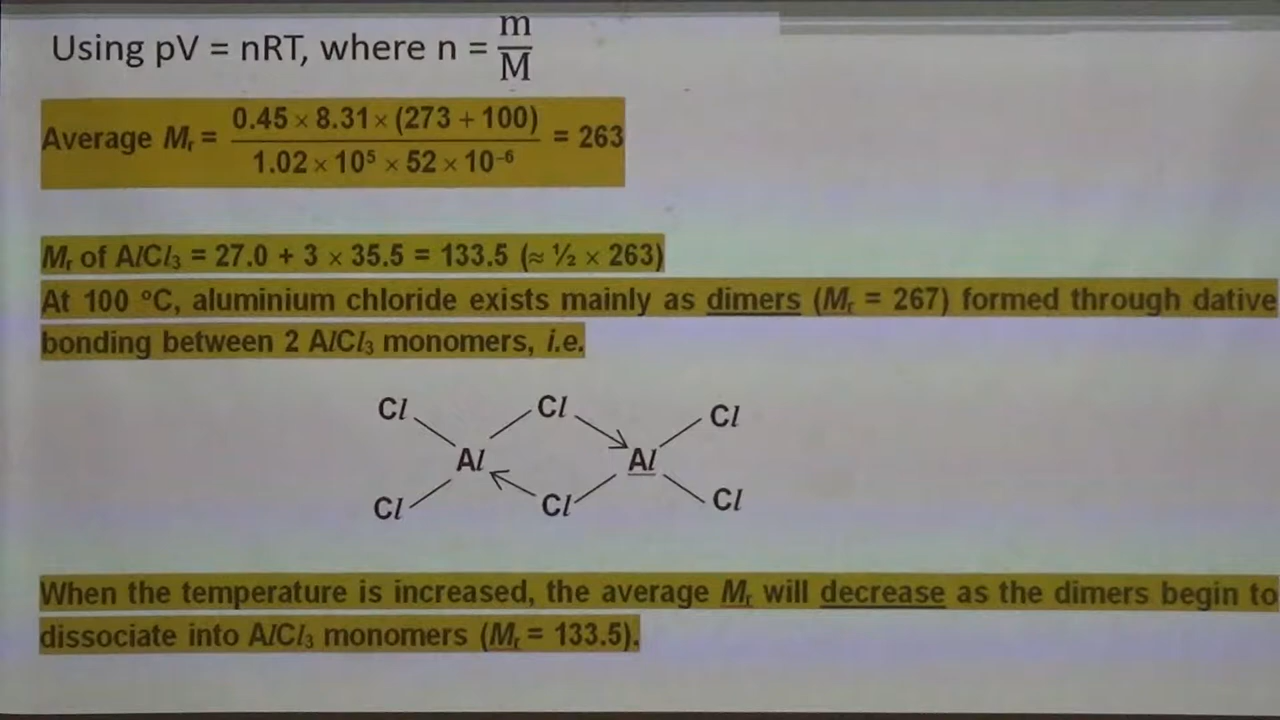 Using pV = nRT, where n = m/M
Average Mr = 0.45 × 8.31 × (273 + 100) / 1.02 × 10⁵ × 52 × 10⁻⁶ = 263
Mr of AlCl₃ = 27.0 + 3 × 35.5 = 133.5 (≈ ½ × 263)
At 100 °C, aluminium chloride exists mainly as dimers (Mr = 267) formed through dative
bonding between 2 AlCl₃ monomers, i.e.
Cl Cl Cl
Al Al
Cl Cl Cl
When the temperature is increased, the average Mr will decrease as the dimers begin to
dissociate into AlCl₃ monomers (Mr = 133.5).